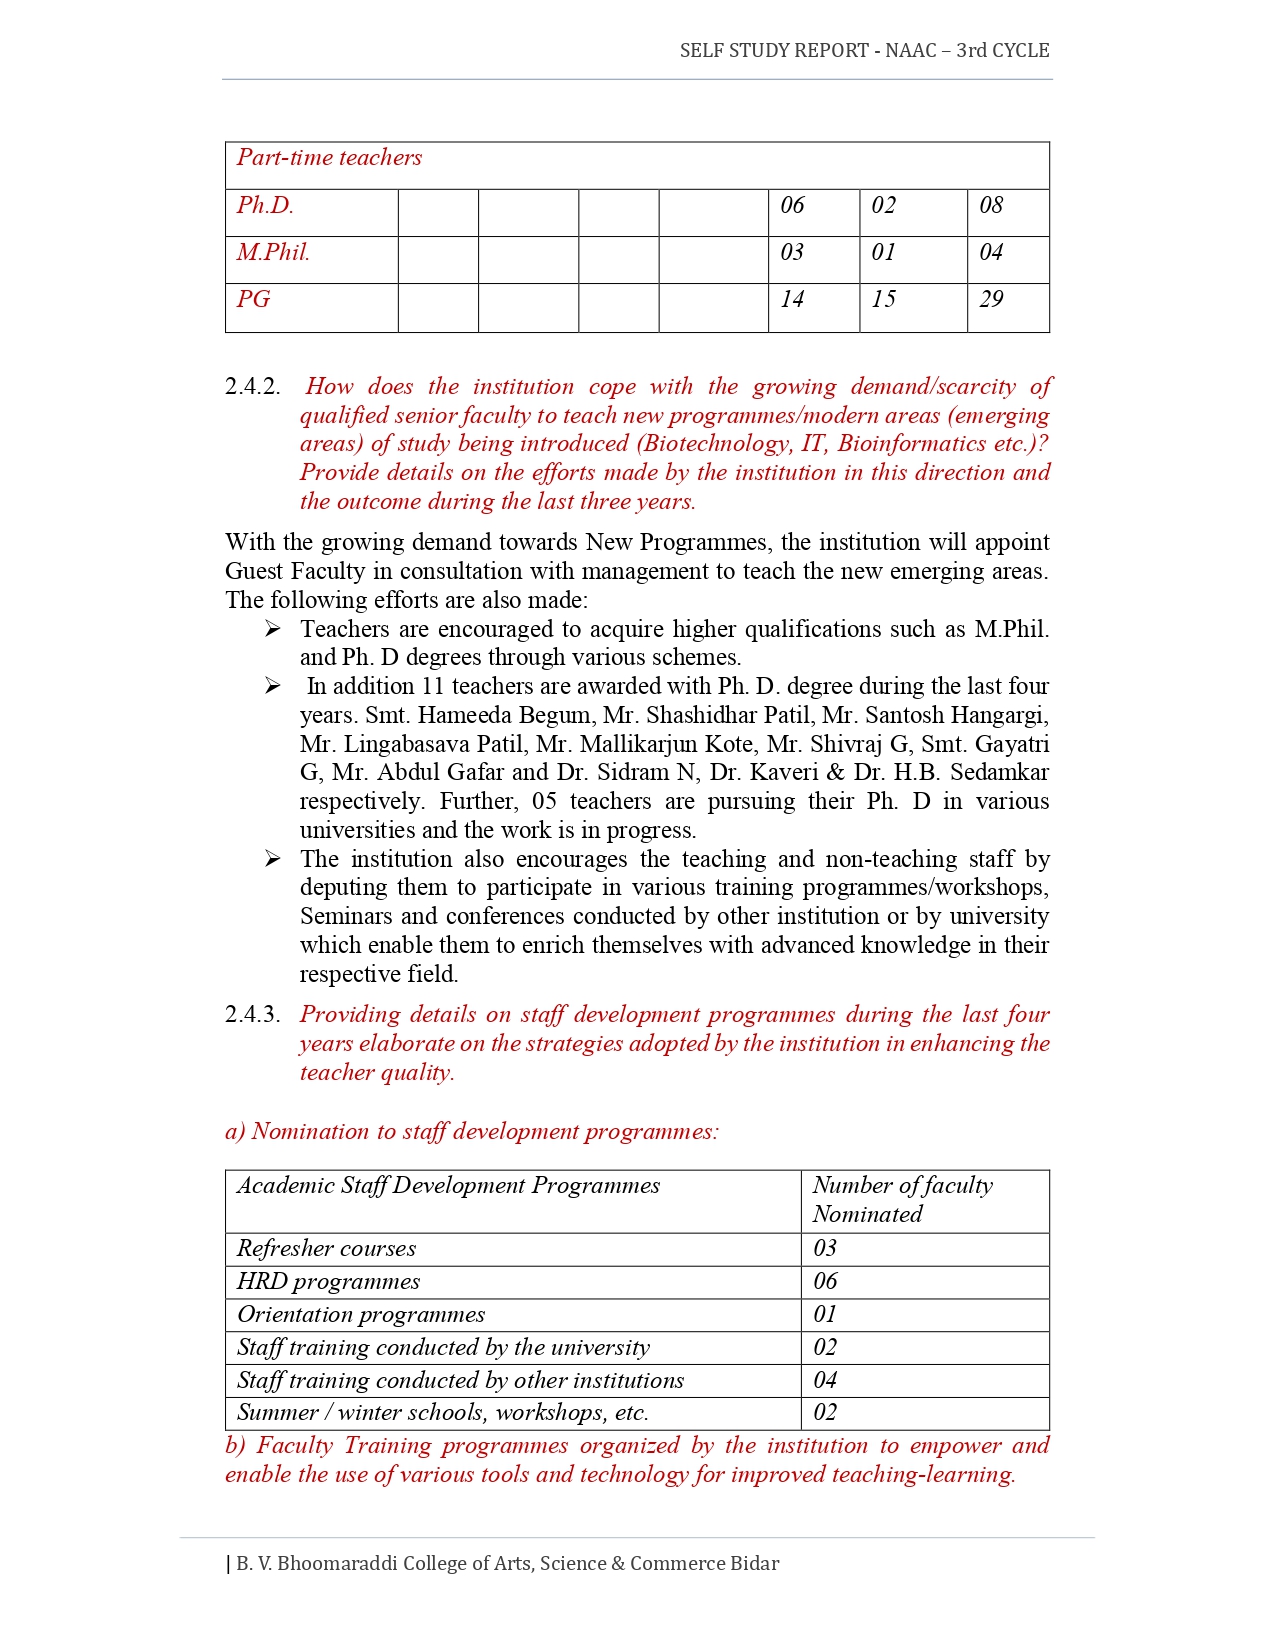 SELF STUDY REPORT - NAAC – 3rd CYCLE
Part-time teachers
Ph.D. 06 02 08
M.Phil. 03 01 04
PG 14 15 29
2.4.2. How does the institution cope with the growing demand/scarcity of
qualified senior faculty to teach new programmes/modern areas (emerging
areas) of study being introduced (Biotechnology, IT, Bioinformatics etc.)?
Provide details on the efforts made by the institution in this direction and
the outcome during the last three years.
With the growing demand towards New Programmes, the institution will appoint
Guest Faculty in consultation with management to teach the new emerging areas.
The following efforts are also made:
➢ Teachers are encouraged to acquire higher qualifications such as M.Phil.
and Ph. D degrees through various schemes.
➢ In addition 11 teachers are awarded with Ph. D. degree during the last four
years. Smt. Hameeda Begum, Mr. Shashidhar Patil, Mr. Santosh Hangargi,
Mr. Lingabasava Patil, Mr. Mallikarjun Kote, Mr. Shivraj G, Smt. Gayatri
G, Mr. Abdul Gafar and Dr. Sidram N, Dr. Kaveri & Dr. H.B. Sedamkar
respectively. Further, 05 teachers are pursuing their Ph. D in various
universities and the work is in progress.
➢ The institution also encourages the teaching and non-teaching staff by
deputing them to participate in various training programmes/workshops,
Seminars and conferences conducted by other institution or by university
which enable them to enrich themselves with advanced knowledge in their
respective field.
2.4.3. Providing details on staff development programmes during the last four
years elaborate on the strategies adopted by the institution in enhancing the
teacher quality.
a) Nomination to staff development programmes:
Academic Staff Development Programmes Number of faculty
Nominated
Refresher courses 03
HRD programmes 06
Orientation programmes 01
Staff training conducted by the university 02
Staff training conducted by other institutions 04
Summer / winter schools, workshops, etc. 02
b) Faculty Training programmes organized by the institution to empower and
enable the use of various tools and technology for improved teaching-learning.
| B. V. Bhoomaraddi College of Arts, Science & Commerce Bidar